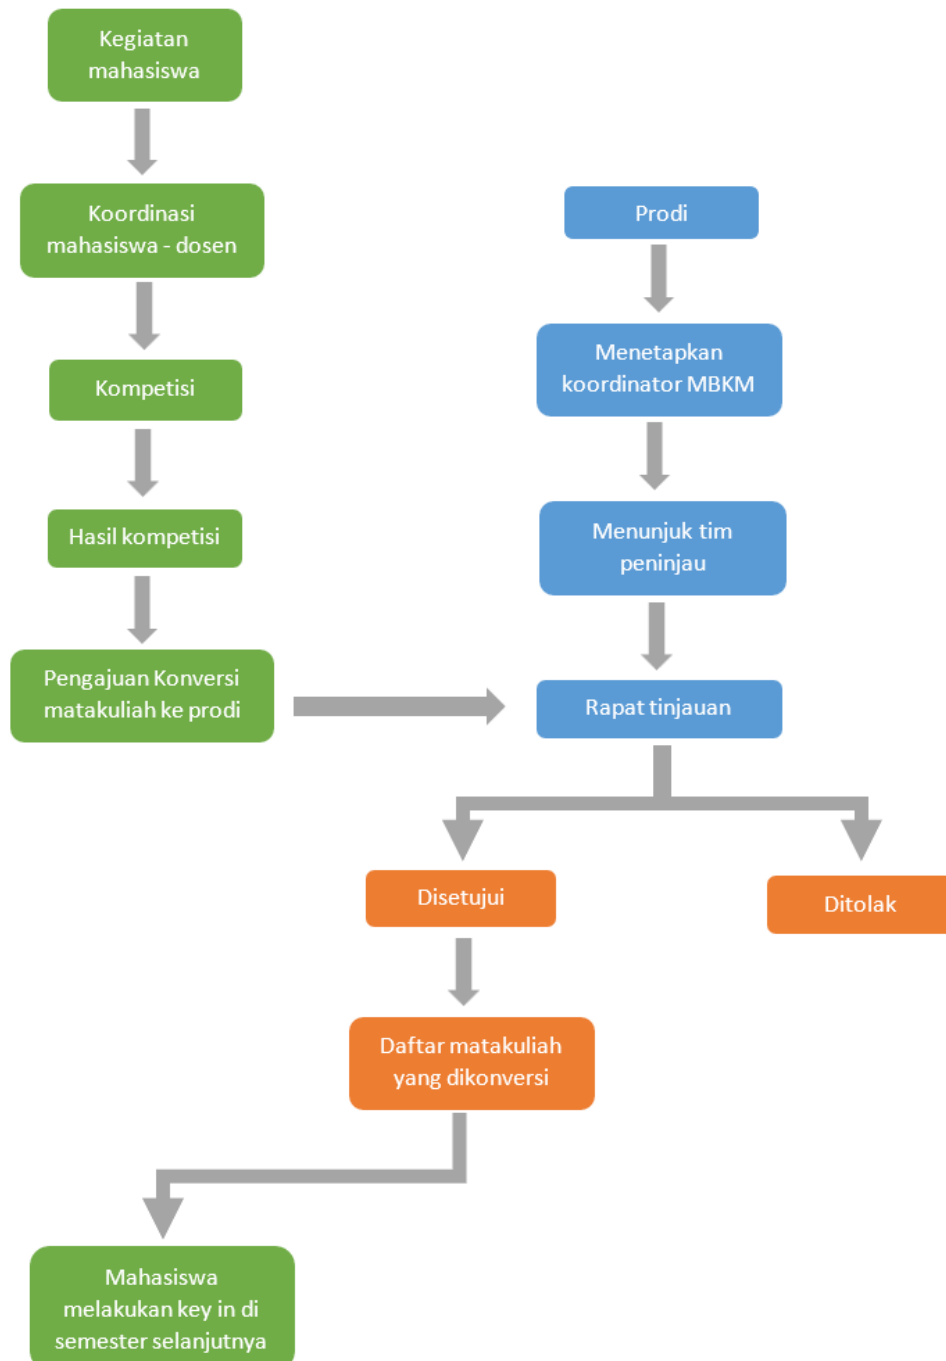 Kegiatan
mahasiswa
Koordinasi
mahasiswa - dosen
Kompetisi
Hasil kompetisi
Pengajuan Konversi
matakuliah ke prodi
Prodi
Menetapkan
koordinator MBKM
Menunjuk tim
peninjau
Rapat tinjauan
Disetujui
Ditolak
Daftar matakuliah
yang dikonversi
Mahasiswa
melakukan key in di
semester selanjutnya